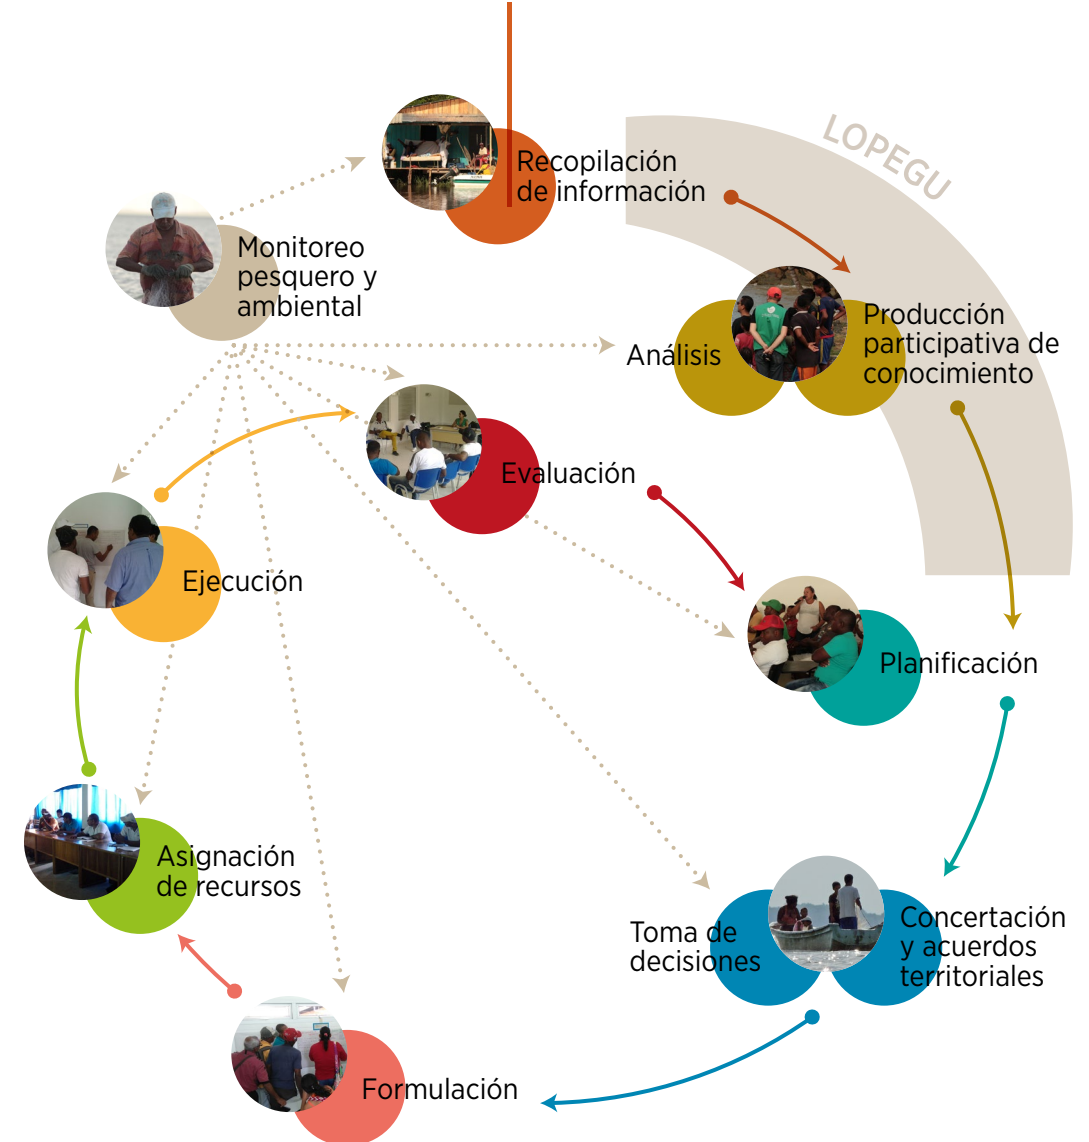 LOPEGU
Recopilación
de información
Monitoreo
pesquero y
ambiental
Análisis
Producción
participativa de
conocimiento
Evaluación
Ejecución
Planificación
Asignación
de recursos
Toma de
decisiones
Concertación
y acuerdos
territoriales
Formulación